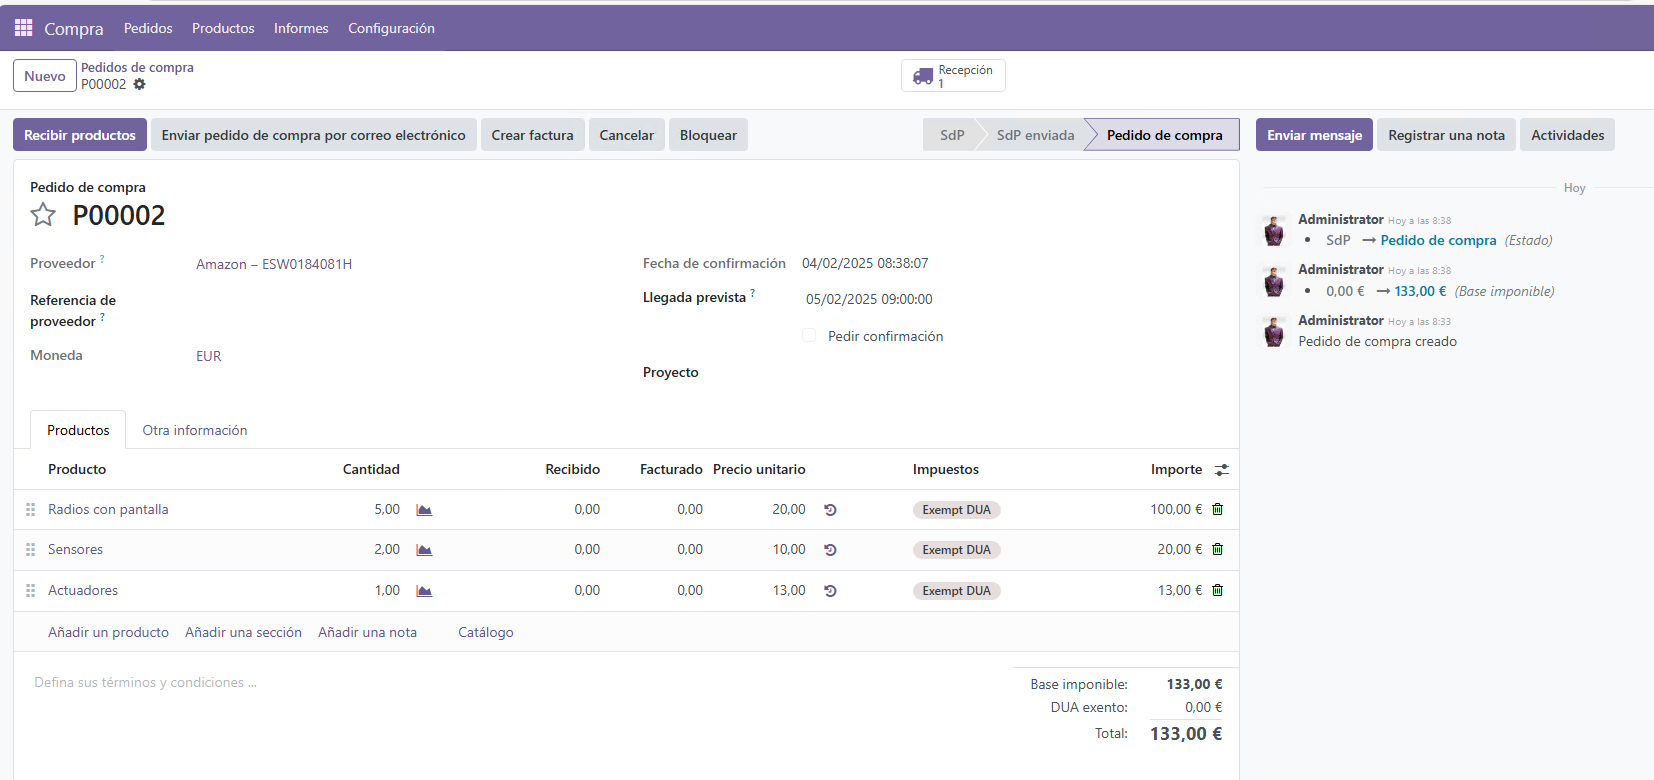 Compra Pedidos Productos Informes Configuración
Nuevo
Pedidos de compra
P00002
Recepción
1
Recibir productos Enviar pedido de compra por correo electrónico Crear factura Cancelar Bloquear
SdP SdP enviada Pedido de compra
Enviar mensaje Registrar una nota Actividades
Pedido de compra
P00002
Proveedor ? Amazon – ESW0184081H
Referencia de
proveedor ?
Moneda EUR
Fecha de confirmación 04/02/2025 08:38:07
Llegada prevista ? 05/02/2025 09:00:00
Pedir confirmación
Proyecto
Productos Otra información
Producto Cantidad Recibido Facturado Precio unitario Impuestos Importe
Radios con pantalla 5,00 0,00 0,00 20,00 Exempt DUA 100,00 €
Sensores 2,00 0,00 0,00 10,00 Exempt DUA 20,00 €
Actuadores 1,00 0,00 0,00 13,00 Exempt DUA 13,00 €
Añadir un producto Añadir una sección Añadir una nota Catálogo
Defina sus términos y condiciones ...
Base imponible: 133,00 €
DUA exento: 0,00 €
Total: 133,00 €
Hoy
Administrator Hoy a las 8:38
• SdP → Pedido de compra (Estado)
Administrator Hoy a las 8:38
• 0,00 € → 133,00 € (Base imponible)
Administrator Hoy a las 8:33
Pedido de compra creado